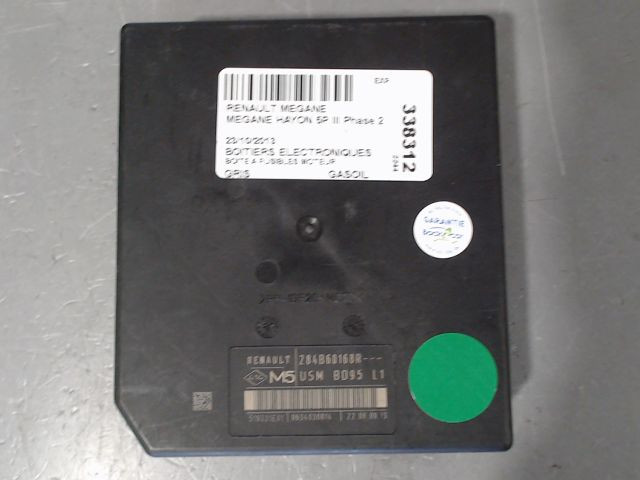 RENAULT MEGANE
MEGANE HAYON 5P III Phase 2
23/10/2013
BOITIERS ELECTRONIQUES
BOITE A FUSIBLES MOTEUR
GRIS GASOIL
338312
GARANTIE
RENAULT 284B60160R---
M5 USM BD95 L1